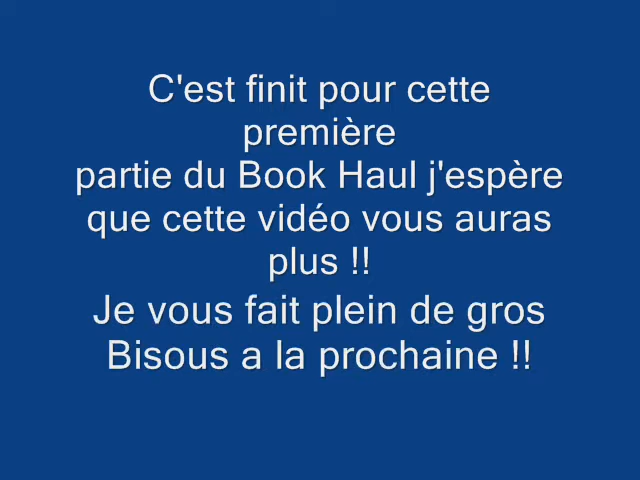 C'est finit pour cette
première
partie du Book Haul j'espère
que cette vidéo vous auras
plus !!
Je vous fait plein de gros
Bisous a la prochaine !!